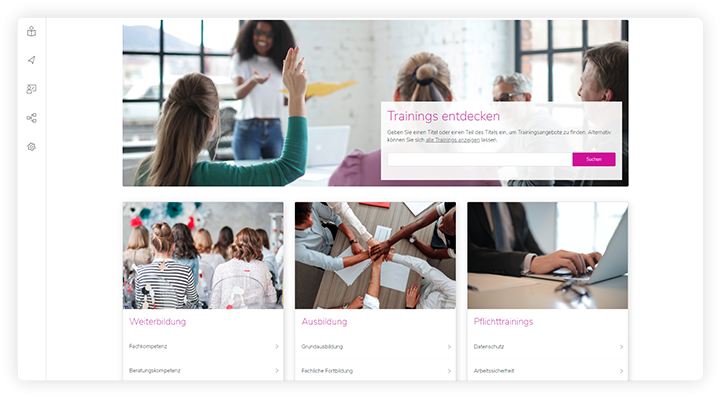 Trainings entdecken
Geben Sie einen Titel oder einen Teil des Titels ein, um Trainingsangebote zu finden. Alternativ
können Sie sich alle Trainings anzeigen lassen.
Suchen
Weiterbildung
Fachkompetenz
Beratungskompetenz
Ausbildung
Grundausbildung
Fachliche Fortbildung
Pflichttrainings
Datenschutz
Arbeitssicherheit